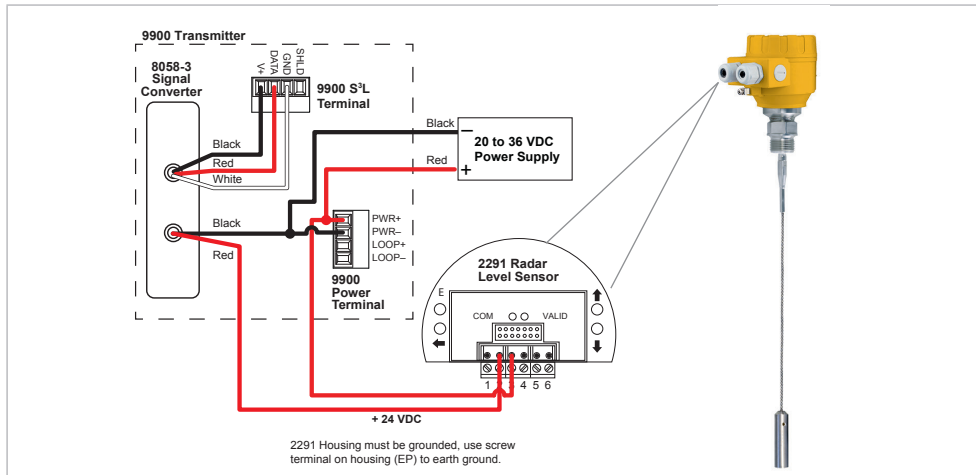 9900 Transmitter
8058-3
Signal
Converter
V+
DATA
GND
SHLD
9900 S³L
Terminal
Black
Red
White
Black
Red
Black
Red
–
+
20 to 36 VDC
Power Supply
PWR+
PWR–
LOOP+
LOOP–
9900
Power
Terminal
2291 Radar
Level Sensor
E
COM
VALID
1 2 3 4 5 6
+ 24 VDC
2291 Housing must be grounded, use screw
terminal on housing (EP) to earth ground.